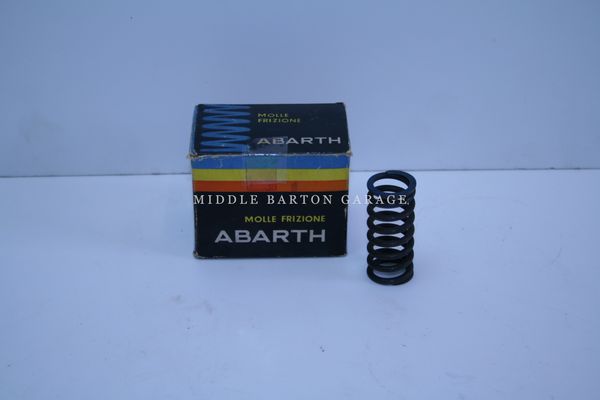 MOLLE
FRIZIONE
ABARTH
MIDDLE BARTON GARAGE
MOLLE FRIZIONE
ABARTH